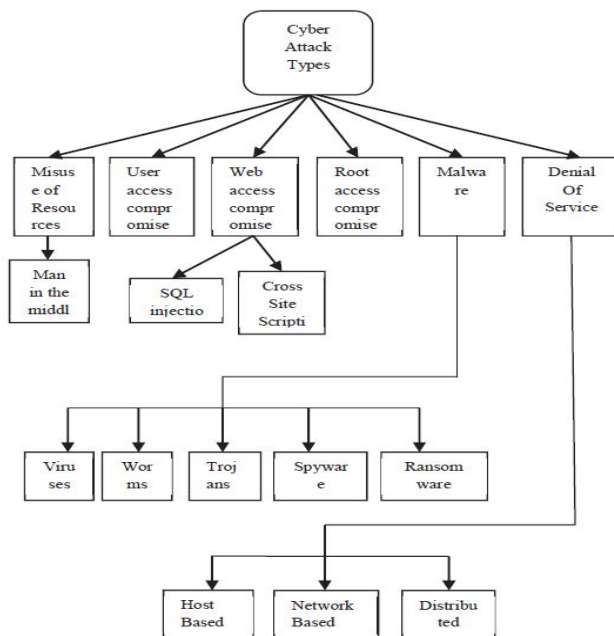 Cyber
Attack
Types
Misus
e of
Resour
ces
User
access
compr
omise
Web
access
compr
omise
Root
access
compr
omise
Malwa
re
Denial
Of
Service
Man
in the
middl
SQL
injectio
Cross
Site
Scripti
Viru
ses
Wor
ms
Troj
ans
Spywar
e
Ransom
ware
Host
Based
Network
Based
Distribu
ted